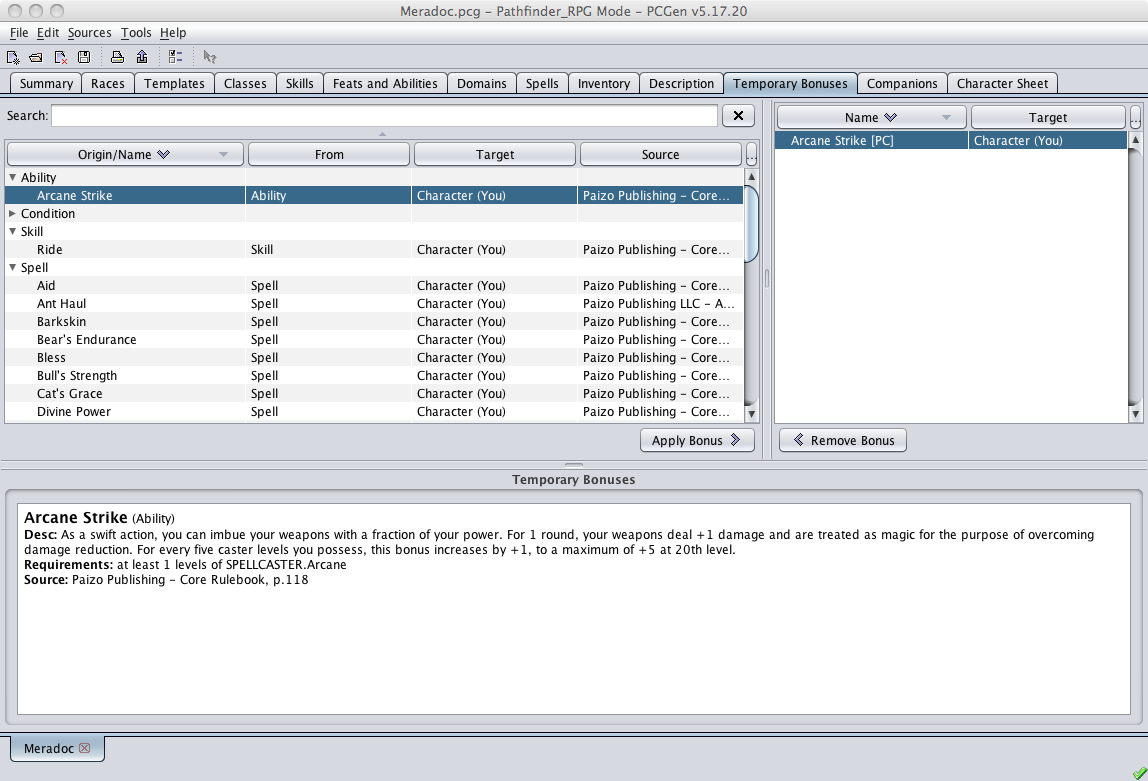 Meradoc.pcg – Pathfinder_RPG Mode – PCGen v5.17.20
File Edit Sources Tools Help
Summary Races Templates Classes Skills Feats and Abilities Domains Spells Inventory Description Temporary Bonuses Companions Character Sheet
Search:
Origin/Name From Target Source ...
Name Target ...
Arcane Strike [PC] Character (You)
Ability
Arcane Strike Ability Character (You) Paizo Publishing – Core...
Condition
Skill
Ride Skill Character (You) Paizo Publishing – Core...
Spell
Aid Spell Character (You) Paizo Publishing – Core...
Ant Haul Spell Character (You) Paizo Publishing LLC – A...
Barkskin Spell Character (You) Paizo Publishing – Core...
Bear's Endurance Spell Character (You) Paizo Publishing – Core...
Bless Spell Character (You) Paizo Publishing – Core...
Bull's Strength Spell Character (You) Paizo Publishing – Core...
Cat's Grace Spell Character (You) Paizo Publishing – Core...
Divine Power Spell Character (You) Paizo Publishing – Core...
Apply Bonus
Remove Bonus
Temporary Bonuses
Arcane Strike (Ability)
Desc: As a swift action, you can imbue your weapons with a fraction of your power. For 1 round, your weapons deal +1 damage and are treated as magic for the purpose of overcoming
damage reduction. For every five caster levels you possess, this bonus increases by +1, to a maximum of +5 at 20th level.
Requirements: at least 1 levels of SPELLCASTER.Arcane
Source: Paizo Publishing – Core Rulebook, p.118
Meradoc